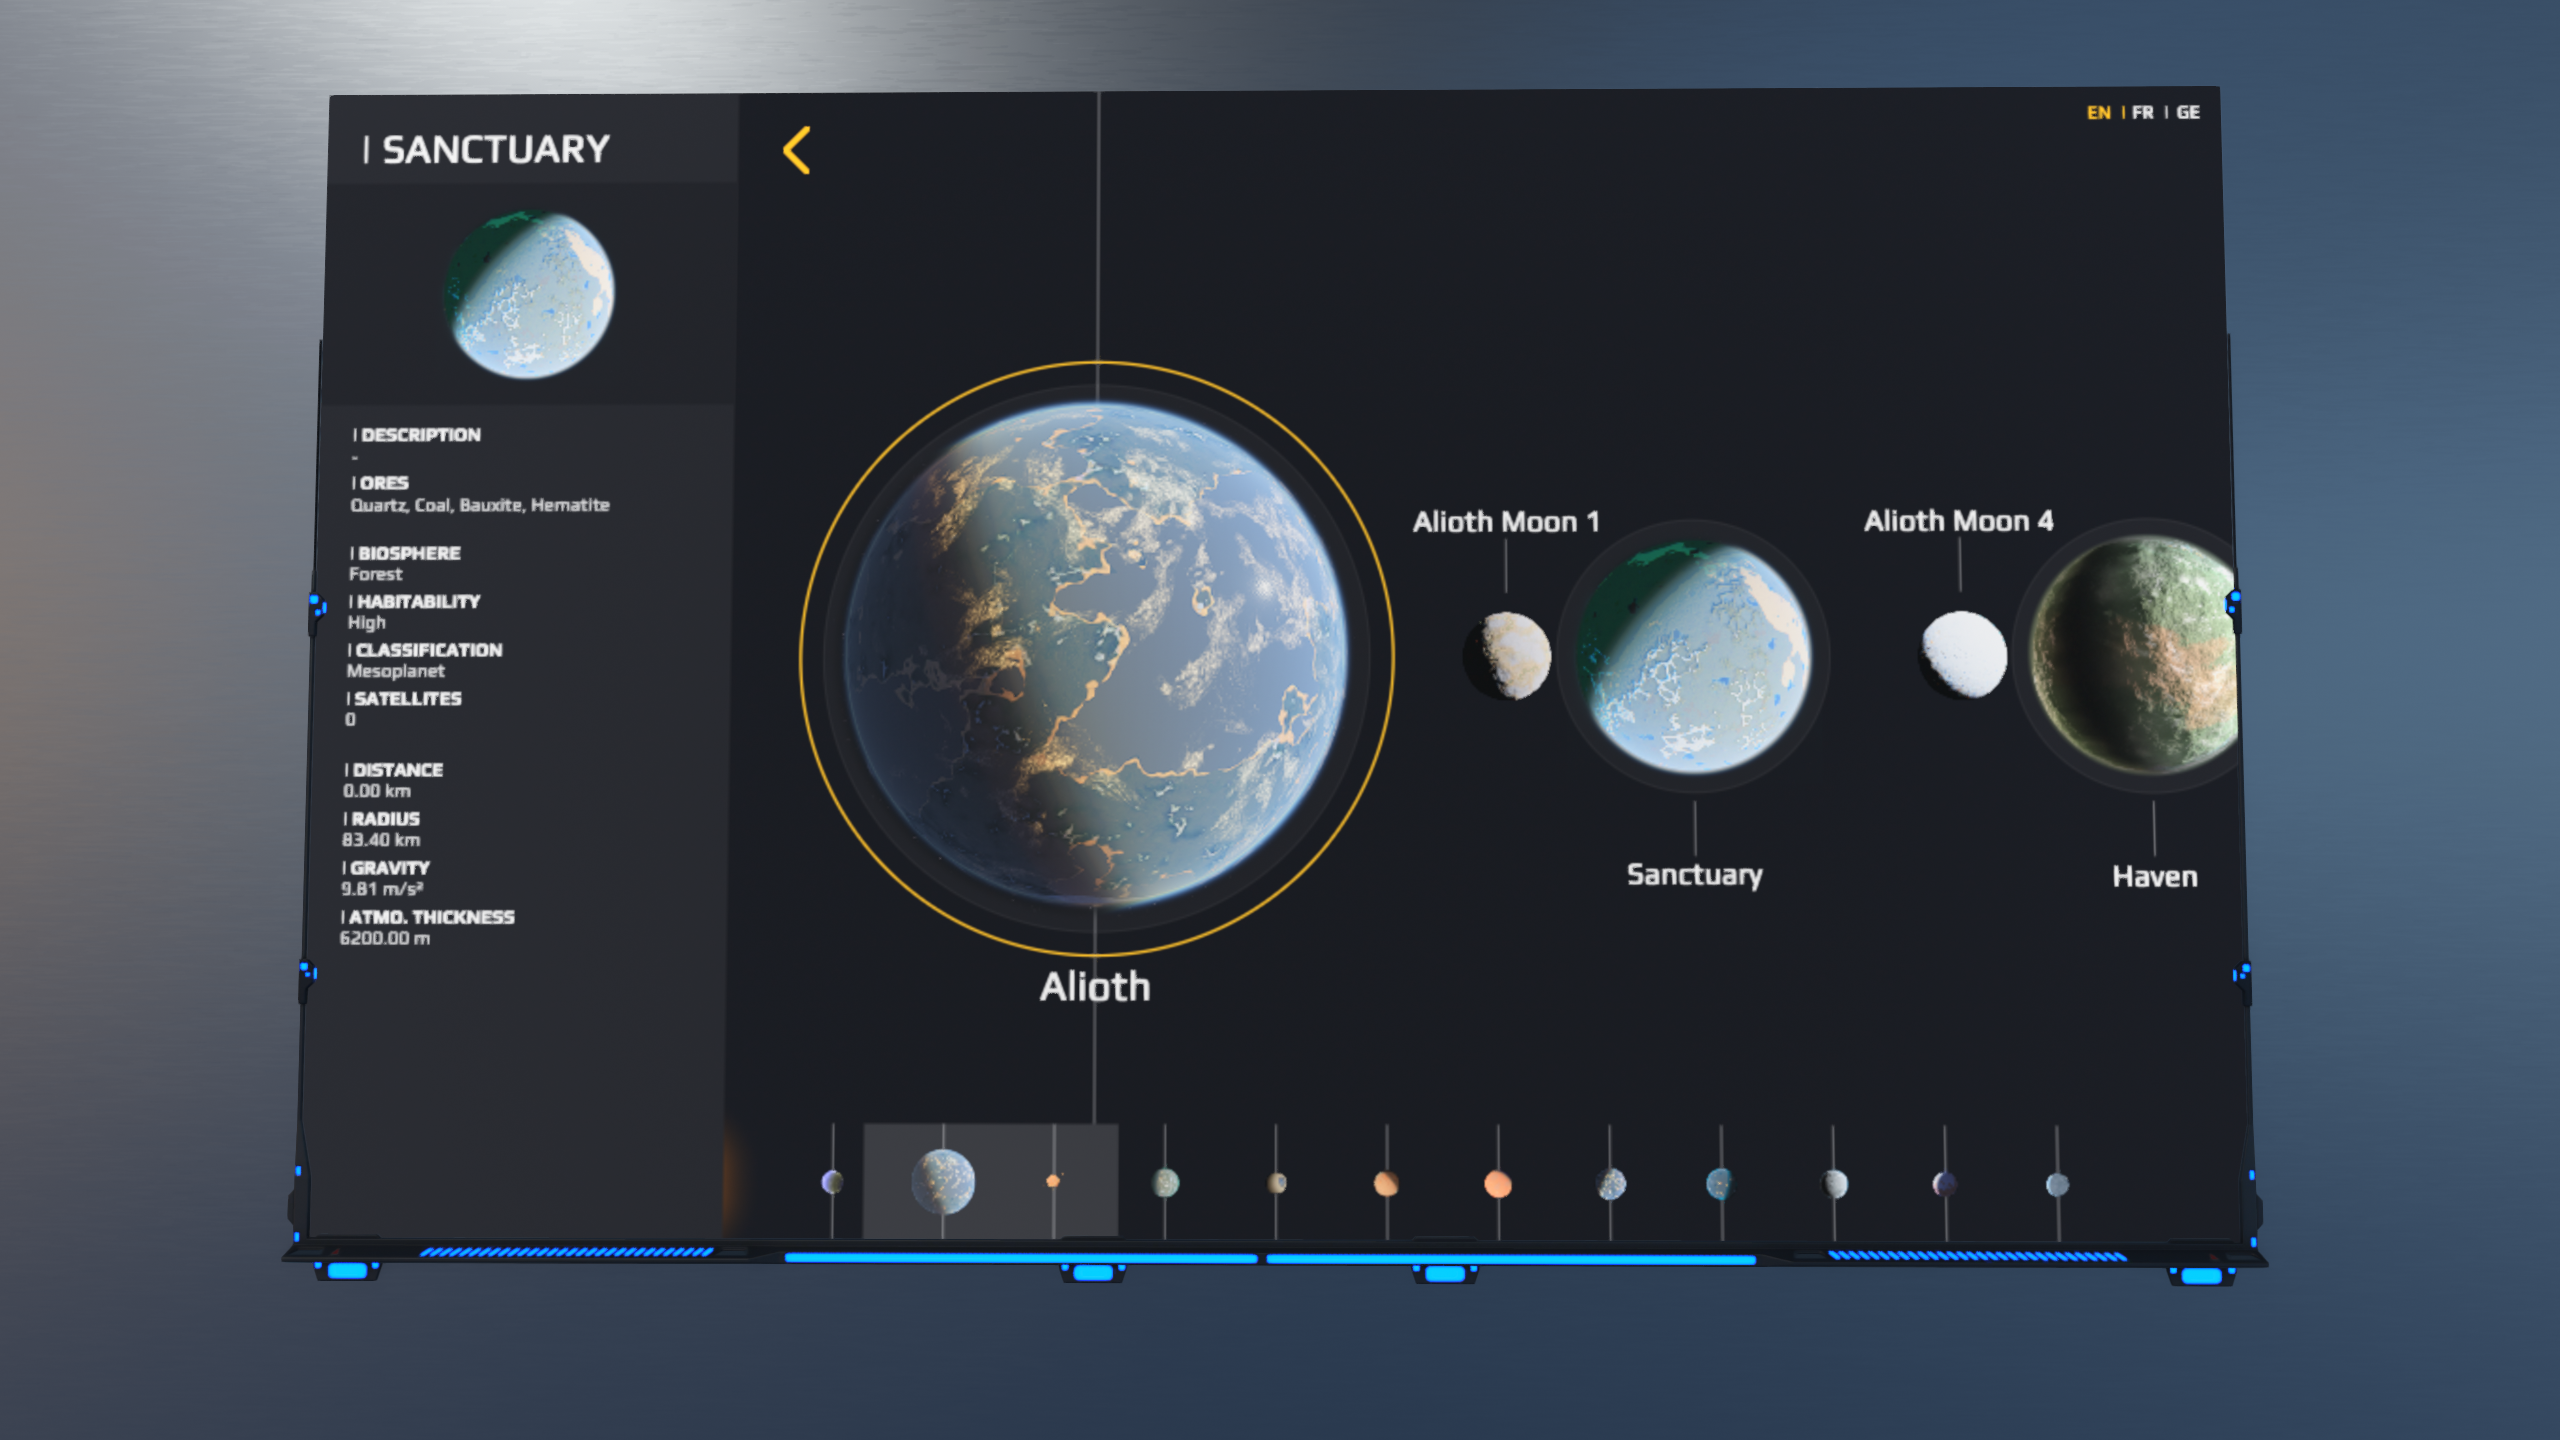 SANCTUARY
EN | FR | GE
DESCRIPTION
-
ORES
Quartz, Coal, Bauxite, Hematite
BIOSPHERE
Forest
HABITABILITY
High
CLASSIFICATION
Mesoplanet
SATELLITES
0
DISTANCE
0.00 km
RADIUS
83.40 km
GRAVITY
9.81 m/s²
ATMO. THICKNESS
6200.00 m
Alioth Moon 1
Alioth Moon 4
Sanctuary
Haven
Alioth